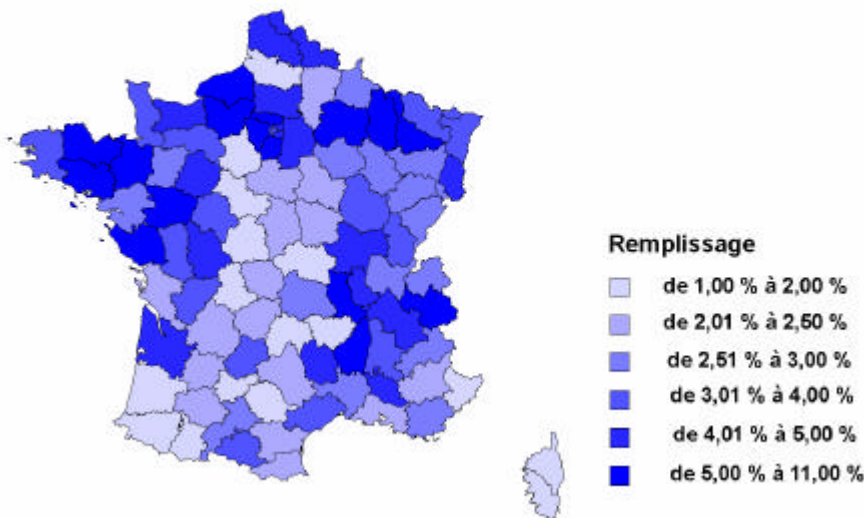 Remplissage
de 1,00 % à 2,00 %
de 2,01 % à 2,50 %
de 2,51 % à 3,00 %
de 3,01 % à 4,00 %
de 4,01 % à 5,00 %
de 5,00 % à 11,00 %